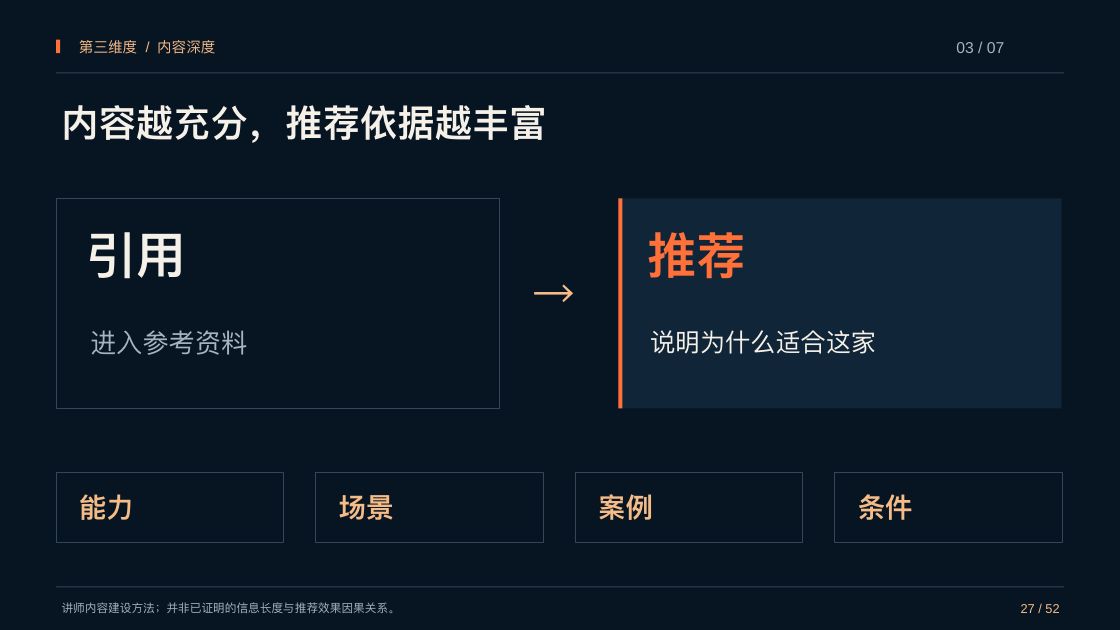 第三维度 / 内容深度
03 / 07
内容越充分，推荐依据越丰富
引用
进入参考资料
→
推荐
说明为什么适合这家
能力
场景
案例
条件
讲师内容建设方法；并非已证明的信息长度与推荐效果因果关系。
27 / 52